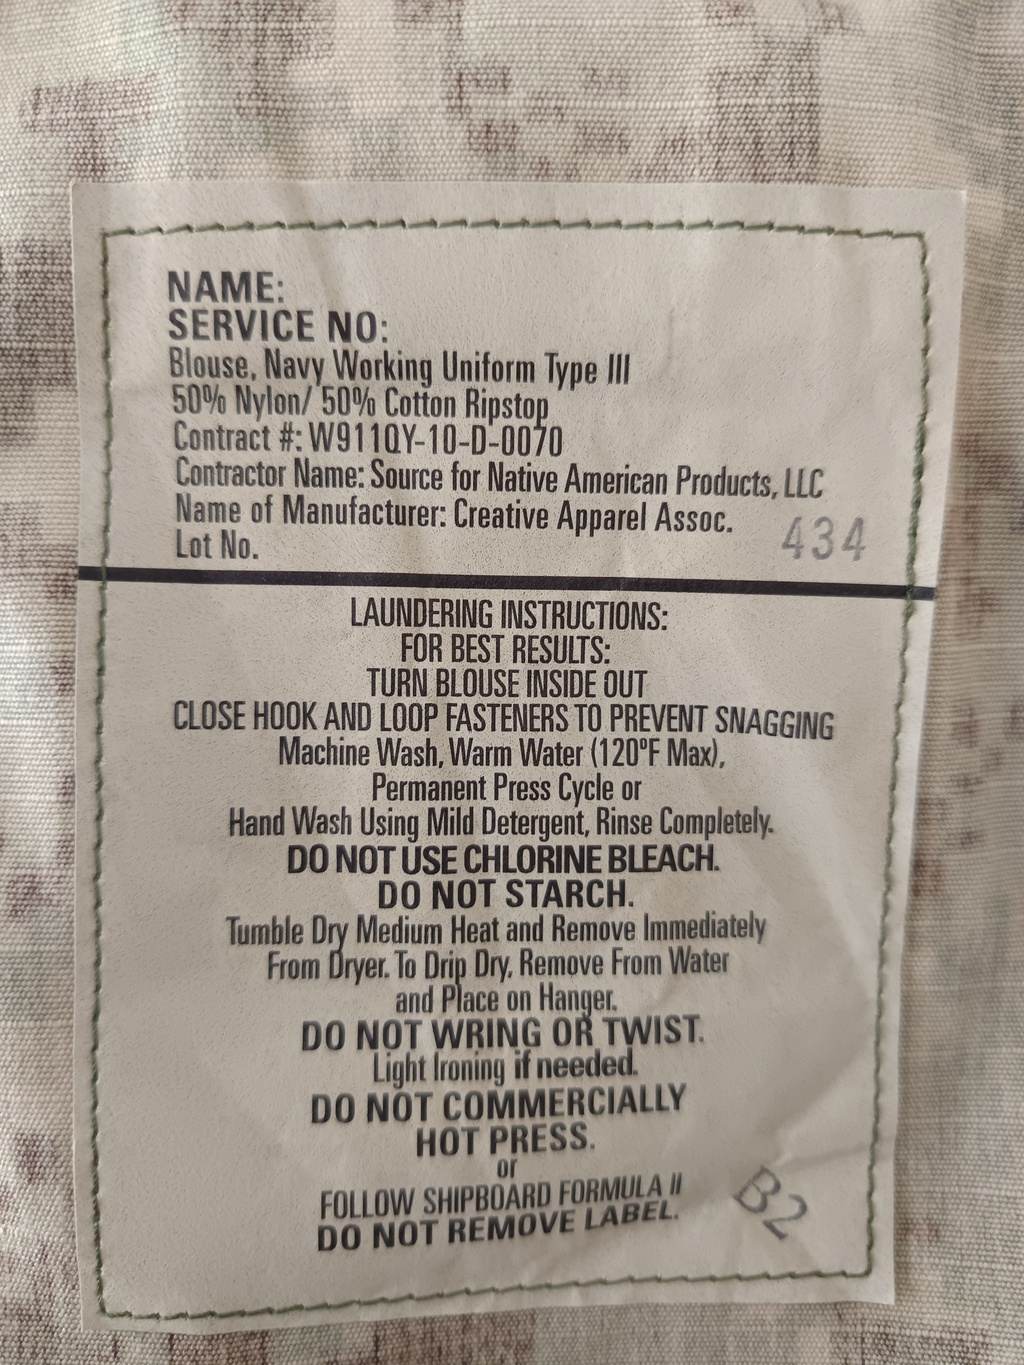 NAME:
SERVICE NO:
Blouse, Navy Working Uniform Type III
50% Nylon/ 50% Cotton Ripstop
Contract #: W911QY-10-D-0070
Contractor Name: Source for Native American Products, LLC
Name of Manufacturer: Creative Apparel Assoc.
434
Lot No.
LAUNDERING INSTRUCTIONS:
FOR BEST RESULTS:
TURN BLOUSE INSIDE OUT
CLOSE HOOK AND LOOP FASTENERS TO PREVENT SNAGGING
Machine Wash, Warm Water (120°F Max),
Permanent Press Cycle or
Hand Wash Using Mild Detergent, Rinse Completely.
DO NOT USE CHLORINE BLEACH.
DO NOT STARCH.
Tumble Dry Medium Heat and Remove Immediately
From Dryer. To Drip Dry, Remove From Water
and Place on Hanger.
DO NOT WRING OR TWIST.
Light Ironing if needed.
DO NOT COMMERCIALLY
HOT PRESS.
or
FOLLOW SHIPBOARD FORMULA II
DO NOT REMOVE LABEL.
B2